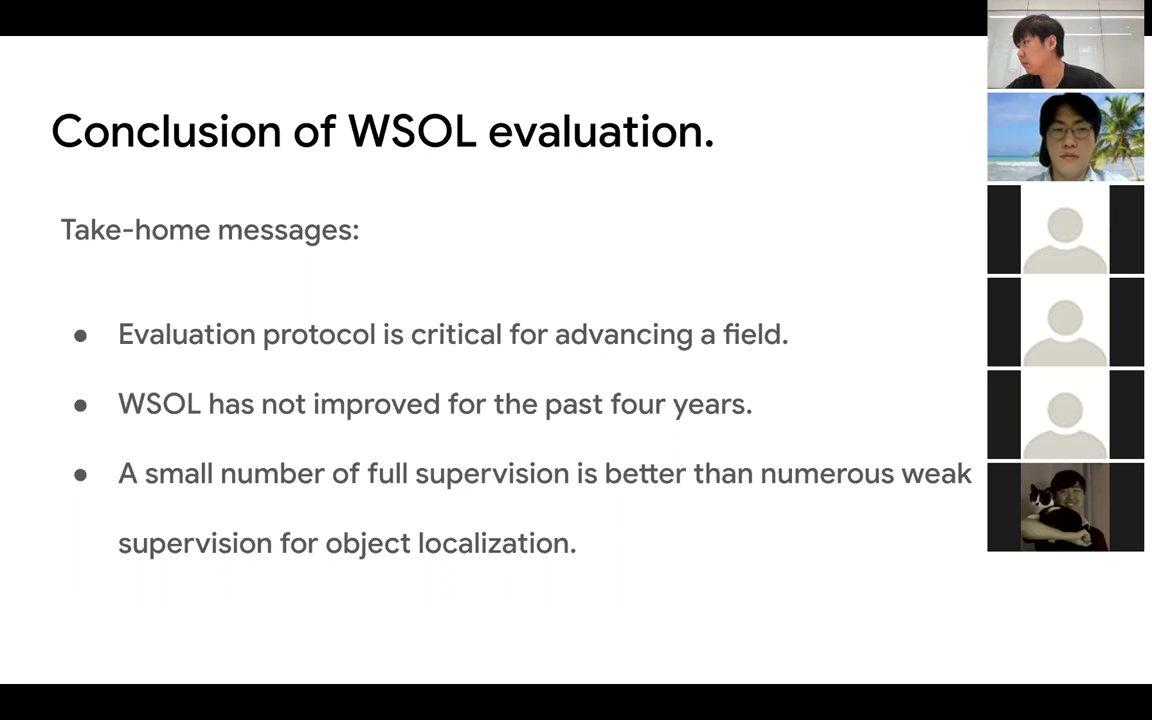 Conclusion of WSOL evaluation.
Take-home messages:
● Evaluation protocol is critical for advancing a field.
● WSOL has not improved for the past four years.
● A small number of full supervision is better than numerous weak
supervision for object localization.